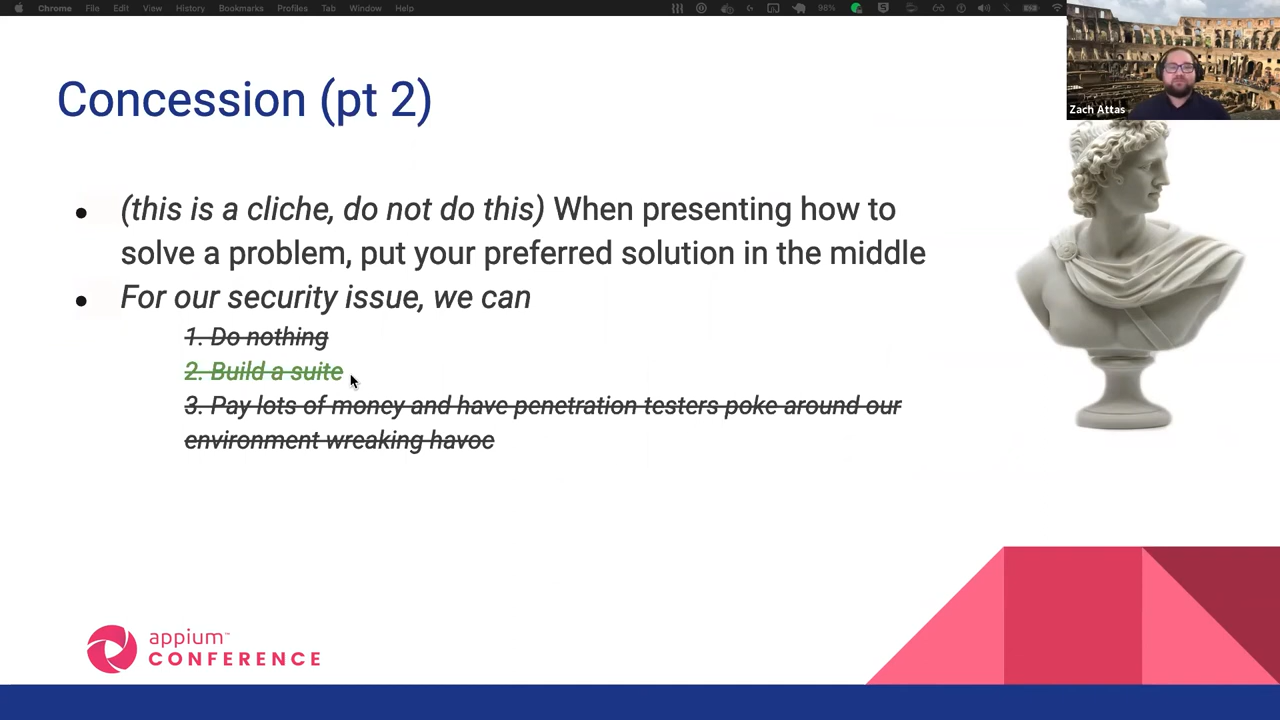 Chrome File Edit View History Bookmarks Profiles Tab Window Help 98%
Zach Attas
Concession (pt 2)
(this is a cliche, do not do this) When presenting how to
solve a problem, put your preferred solution in the middle
For our security issue, we can
1. Do nothing
2. Build a suite
3. Pay lots of money and have penetration testers poke around our
environment wreaking havoc
appium™
CONFERENCE